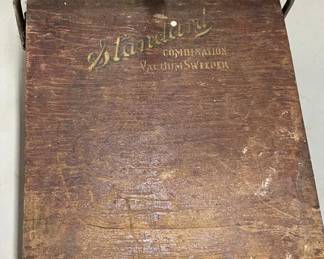 Standard
COMBINATION
VACUUM SWEEPER